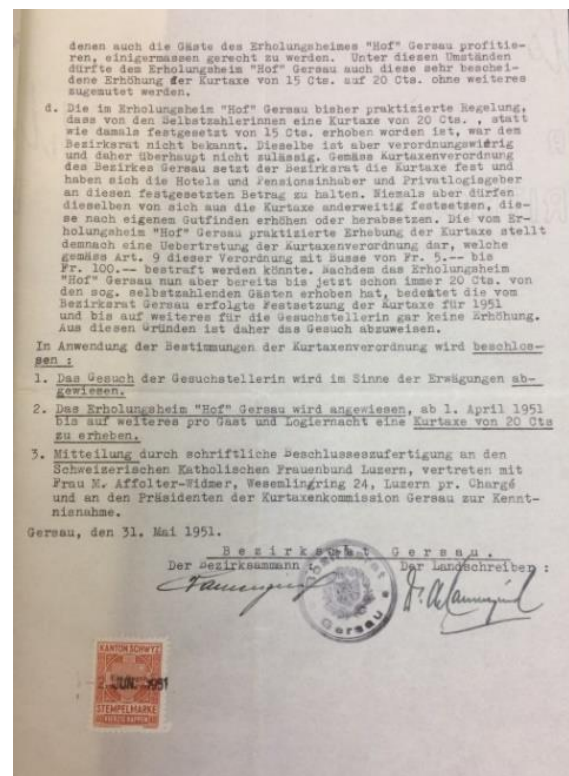 denen auch die Gäste des Erholungsheimes "Hof" Gersau profitie-
ren, einigermassen gerecht zu werden. Unter diesen Umständen
dürfte dem Erholungsheim "Hof" Gersau auch diese sehr beschei-
dene Erhöhung der Kurtaxe von 15 Cts. auf 20 Cts. ohne weiteres
zugemutet werden.
d. Die im Erholungsheim "Hof" Gersau bisher praktizierte Regelung,
dass von den Selbstzahlerinnen eine Kurtaxe von 20 Cts. , statt
wie damals festgesetzt von 15 Cts. erhoben worden ist, war dem
Bezirksrat nicht bekannt. Dieselbe ist aber verordnungswidrig
und daher überhaupt nicht zulässig. Gemäss Kurtaxenverordnung
des Bezirkes Gersau setzt der Bezirksrat die Kurtaxe fest und
haben sich die Hotels und Pensionsinhaber und Privatlogisgeber
an diesen festgesetzten Betrag zu halten. Niemals aber dürfen
dieselben von sich aus die Kurtaxe anderweitig festsetzen, die-
se nach eigenem Gutfinden erhöhen oder herabsetzen. Die vom Er-
holungsheim "Hof" Gersau praktizierte Erhebung der Kurtaxe stellt
demnach eine Uebertretung der Kurtaxenverordnung dar, welche
gemäss Art. 9 dieser Verordnung mit Busse von Fr. 5.-- bis
Fr. 100.-- bestraft werden könnte. Nachdem das Erholungsheim
"Hof" Gersau nun aber bereits bis jetzt schon immer 20 Cts. von
den sog. selbstzahlenden Gästen erhoben hat, bedeutet die vom
Bezirksrat Gersau erfolgte Festsetzung der Kurtaxe für 1951
und bis auf weiteres für die Gesuchstellerin gar keine Erhöhung.
Aus diesen Gründen ist daher das Gesuch abzuweisen.
In Anwendung der Bestimmungen der Kurtaxenverordnung wird beschlos-
sen :
1. Das Gesuch der Gesuchstellerin wird im Sinne der Erwägungen ab-
gewiesen.
2. Das Erholungsheim "Hof" Gersau wird angewiesen, ab 1. April 1951
bis auf weiteres pro Gast und Logiernacht eine Kurtaxe von 20 Cts
zu erheben.
3. Mitteilung durch schriftliche Beschlussesszufertigung an den
Schweizerischen Katholischen Frauenbund Luzern, vertreten mit
Frau M. Affolter-Widmer, Wesemlingring 24, Luzern pr. Chargé
und an den Präsidenten der Kurtaxenkommission Gersau zur Kennt-
nisnahme.
Gersau, den 31. Mai 1951.
Bezirksrat Gersau.
Der Bezirksammann Der Landschreiber :
Bezirksrat
Gersau
KANTON SCHWYZ
2. JUN. 1951
STEMPELMARKE
VIERZIG RAPPEN